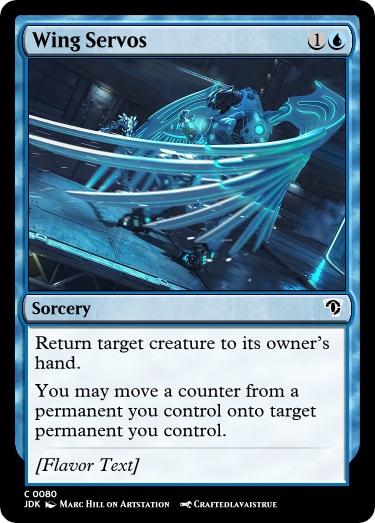 Wing Servos 1
Sorcery
Return target creature to its owner's
hand.
You may move a counter from a
permanent you control onto target
permanent you control.
[Flavor Text]
C 0080
JDK Marc Hill on Artstation Craftedlavaistrue